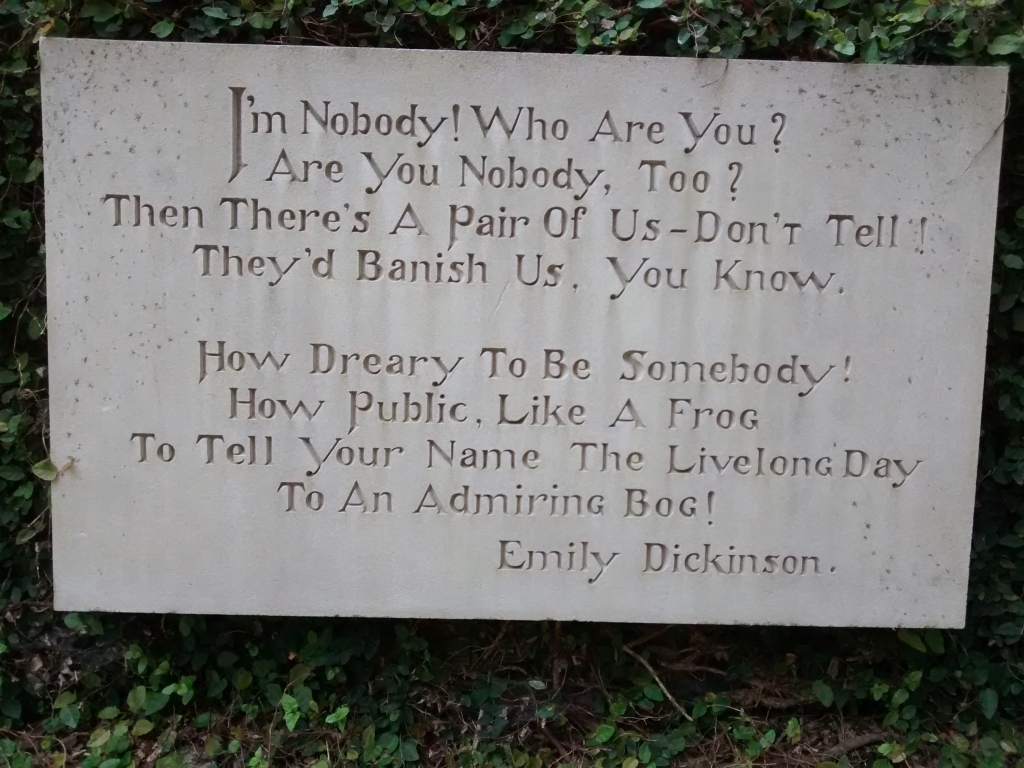 I'm Nobody! Who Are You?
Are You Nobody, Too?
Then There's A Pair Of Us-Don't Tell!
They'd Banish Us, You Know.
How Dreary To Be Somebody!
How Public, Like A Frog
To Tell Your Name The Livelong Day
To An Admiring Bog!
Emily Dickinson.